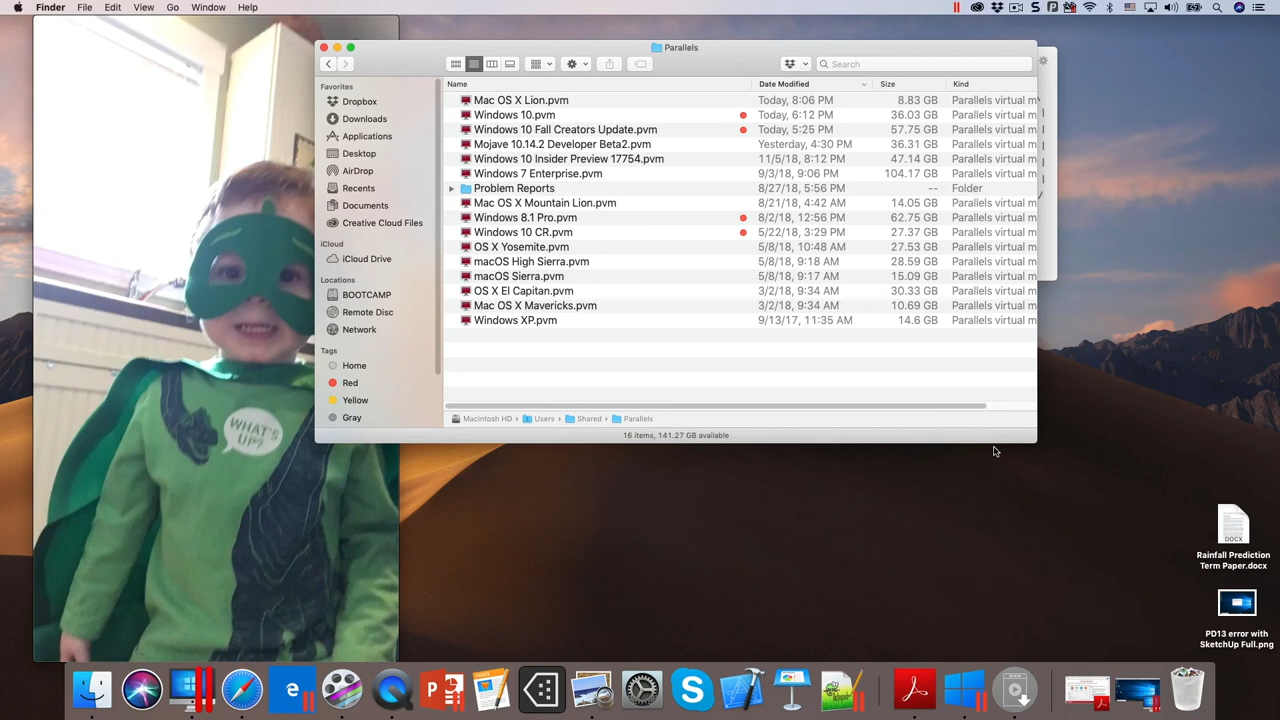 Finder File Edit View Go Window Help
Parallels
Search
Favorites
Dropbox
Downloads
Applications
Desktop
AirDrop
Recents
Documents
Creative Cloud Files
iCloud
iCloud Drive
Locations
BOOTCAMP
Remote Disc
Network
Tags
Home
Red
Yellow
Gray
Name Date Modified Size Kind
Mac OS X Lion.pvm Today, 8:06 PM 8.83 GB Parallels virtual m
Windows 10.pvm Today, 6:12 PM 36.03 GB Parallels virtual m
Windows 10 Fall Creators Update.pvm Today, 5:25 PM 57.75 GB Parallels virtual m
Mojave 10.14.2 Developer Beta2.pvm Yesterday, 4:30 PM 36.31 GB Parallels virtual m
Windows 10 Insider Preview 17754.pvm 11/5/18, 8:12 PM 47.14 GB Parallels virtual m
Windows 7 Enterprise.pvm 9/3/18, 9:06 PM 104.17 GB Parallels virtual m
Problem Reports 8/27/18, 5:56 PM -- Folder
Mac OS X Mountain Lion.pvm 8/21/18, 4:42 AM 14.05 GB Parallels virtual m
Windows 8.1 Pro.pvm 8/2/18, 12:56 PM 62.75 GB Parallels virtual m
Windows 10 CR.pvm 5/22/18, 3:29 PM 27.37 GB Parallels virtual m
OS X Yosemite.pvm 5/8/18, 10:48 AM 27.53 GB Parallels virtual m
macOS High Sierra.pvm 5/8/18, 9:18 AM 28.59 GB Parallels virtual m
macOS Sierra.pvm 5/8/18, 9:17 AM 15.09 GB Parallels virtual m
OS X El Capitan.pvm 3/2/18, 9:34 AM 30.33 GB Parallels virtual m
Mac OS X Mavericks.pvm 3/2/18, 9:34 AM 10.69 GB Parallels virtual m
Windows XP.pvm 9/13/17, 11:35 AM 14.6 GB Parallels virtual m
Macintosh HD › Users › Shared › Parallels
16 items, 141.27 GB available
WHAT'S
UP?
DOCX
Rainfall Prediction
Term Paper.docx
PD13 error with
SketchUp Full.png